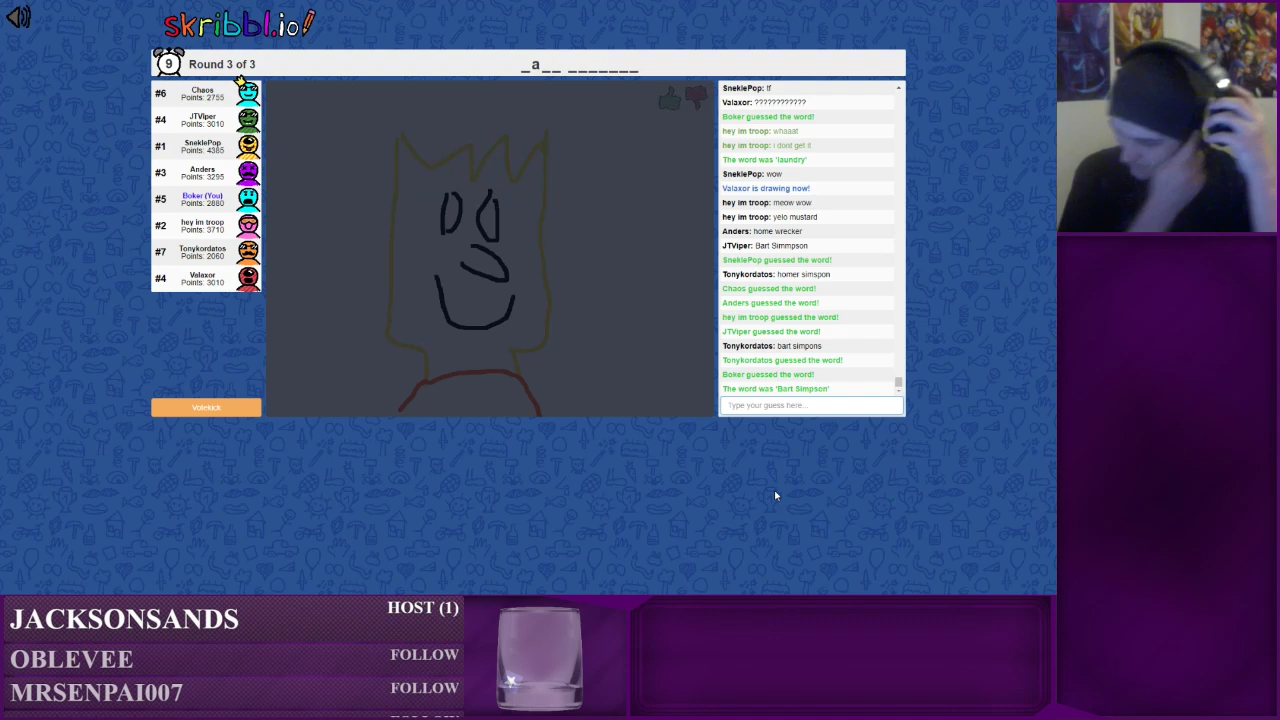 skribbl.io
9
Round 3 of 3
_a__ _______
#6
Chaos
Points: 2755
#4
JTViper
Points: 3010
#1
SneklePop
Points: 4385
#3
Anders
Points: 3295
#5
Boker (You)
Points: 2880
#2
hey im troop
Points: 3710
#7
Tonykordatos
Points: 2060
#4
Valaxor
Points: 3010
Votekick
SneklePop: tf
Valaxor: ????????????
Boker guessed the word!
hey im troop: whaaat
hey im troop: i dont get it
The word was 'laundry'
SneklePop: wow
Valaxor is drawing now!
hey im troop: meow wow
hey im troop: yelo mustard
Anders: home wrecker
JTViper: Bart Simmpson
SneklePop guessed the word!
Tonykordatos: homer simspon
Chaos guessed the word!
Anders guessed the word!
hey im troop guessed the word!
JTViper guessed the word!
Tonykordatos: bart simpons
Tonykordatos guessed the word!
Boker guessed the word!
The word was 'Bart Simpson'
Type your guess here...
JACKSONSANDS HOST (1)
OBLEVEE FOLLOW
MRSENPAI007 FOLLOW